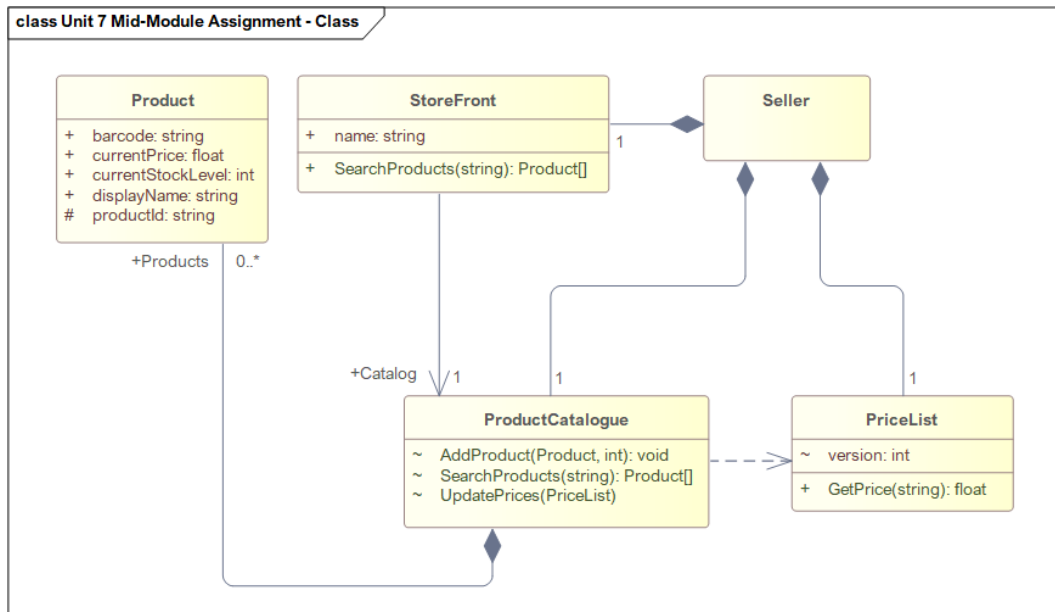 class Unit 7 Mid-Module Assignment - Class
Product
+ barcode: string
+ currentPrice: float
+ currentStockLevel: int
+ displayName: string
# productId: string
StoreFront
+ name: string
+ SearchProducts(string): Product[]
Seller
1
+Products 0..*
+Catalog 1
1
1
ProductCatalogue
~ AddProduct(Product, int): void
~ SearchProducts(string): Product[]
~ UpdatePrices(PriceList)
PriceList
~ version: int
+ GetPrice(string): float